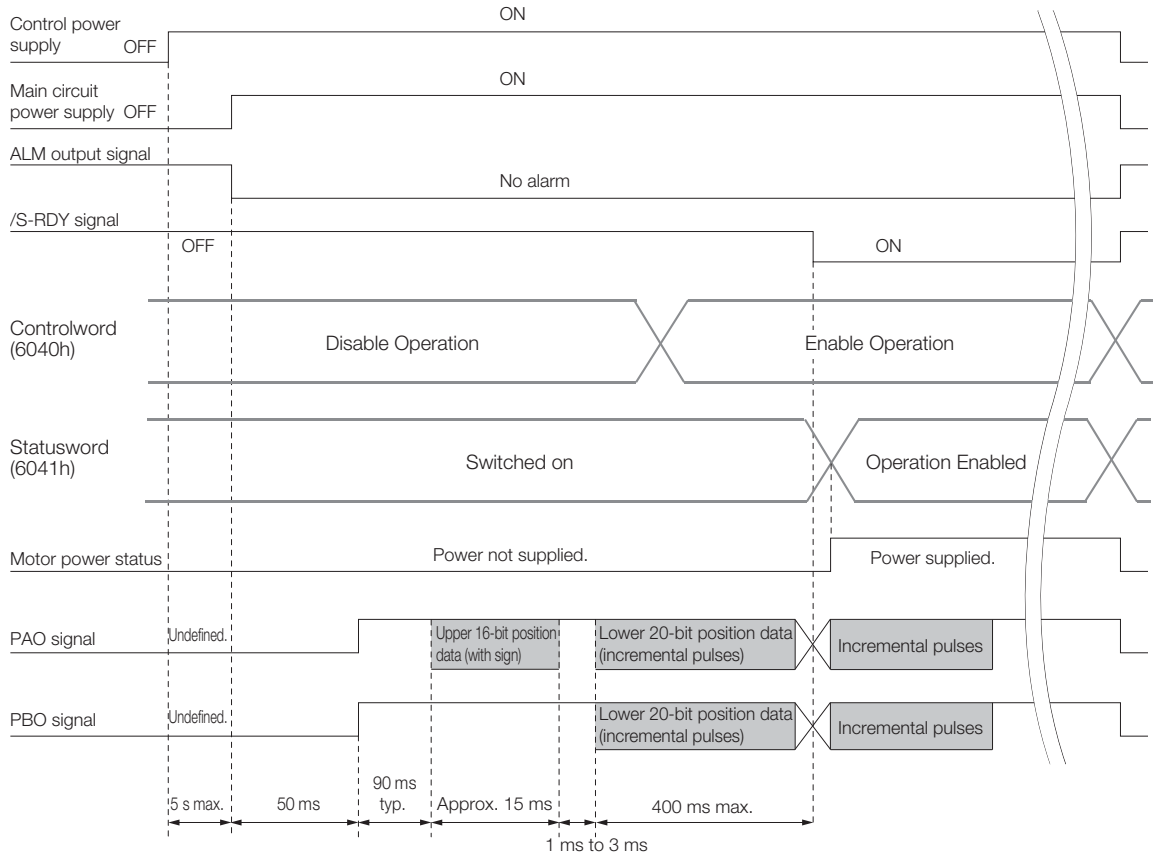 ON
Control power
supply OFF
ON
Main circuit
power supply OFF
ALM output signal
No alarm
/S-RDY signal
OFF
ON
Controlword
(6040h)
Disable Operation
Enable Operation
Statusword
(6041h)
Switched on
Operation Enabled
Motor power status
Power not supplied.
Power supplied.
PAO signal
Undefined.
Upper 16-bit position
data (with sign)
Lower 20-bit position data
(incremental pulses)
Incremental pulses
PBO signal
Undefined.
Lower 20-bit position data
(incremental pulses)
Incremental pulses
5 s max.
50 ms
90 ms
typ.
Approx. 15 ms
400 ms max.
1 ms to 3 ms